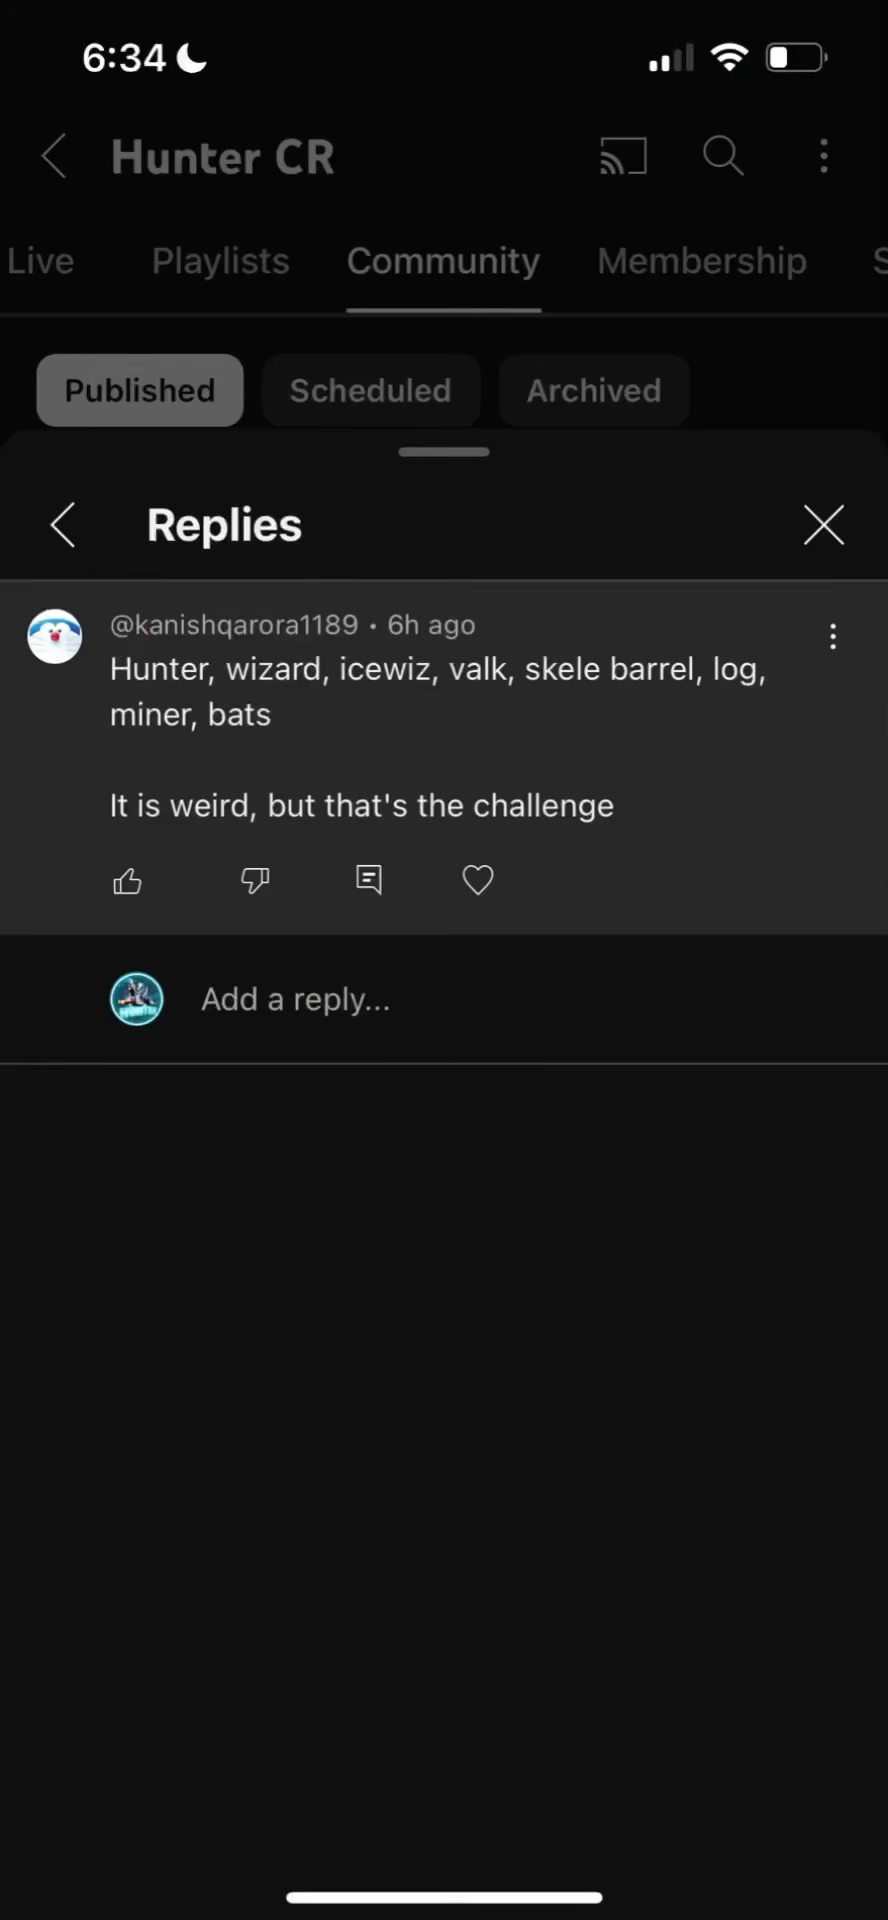 6:34
Hunter CR
Live Playlists Community Membership S
Published Scheduled Archived
Replies
@kanishqarora1189 • 6h ago
Hunter, wizard, icewiz, valk, skele barrel, log,
miner, bats
It is weird, but that's the challenge
Add a reply...